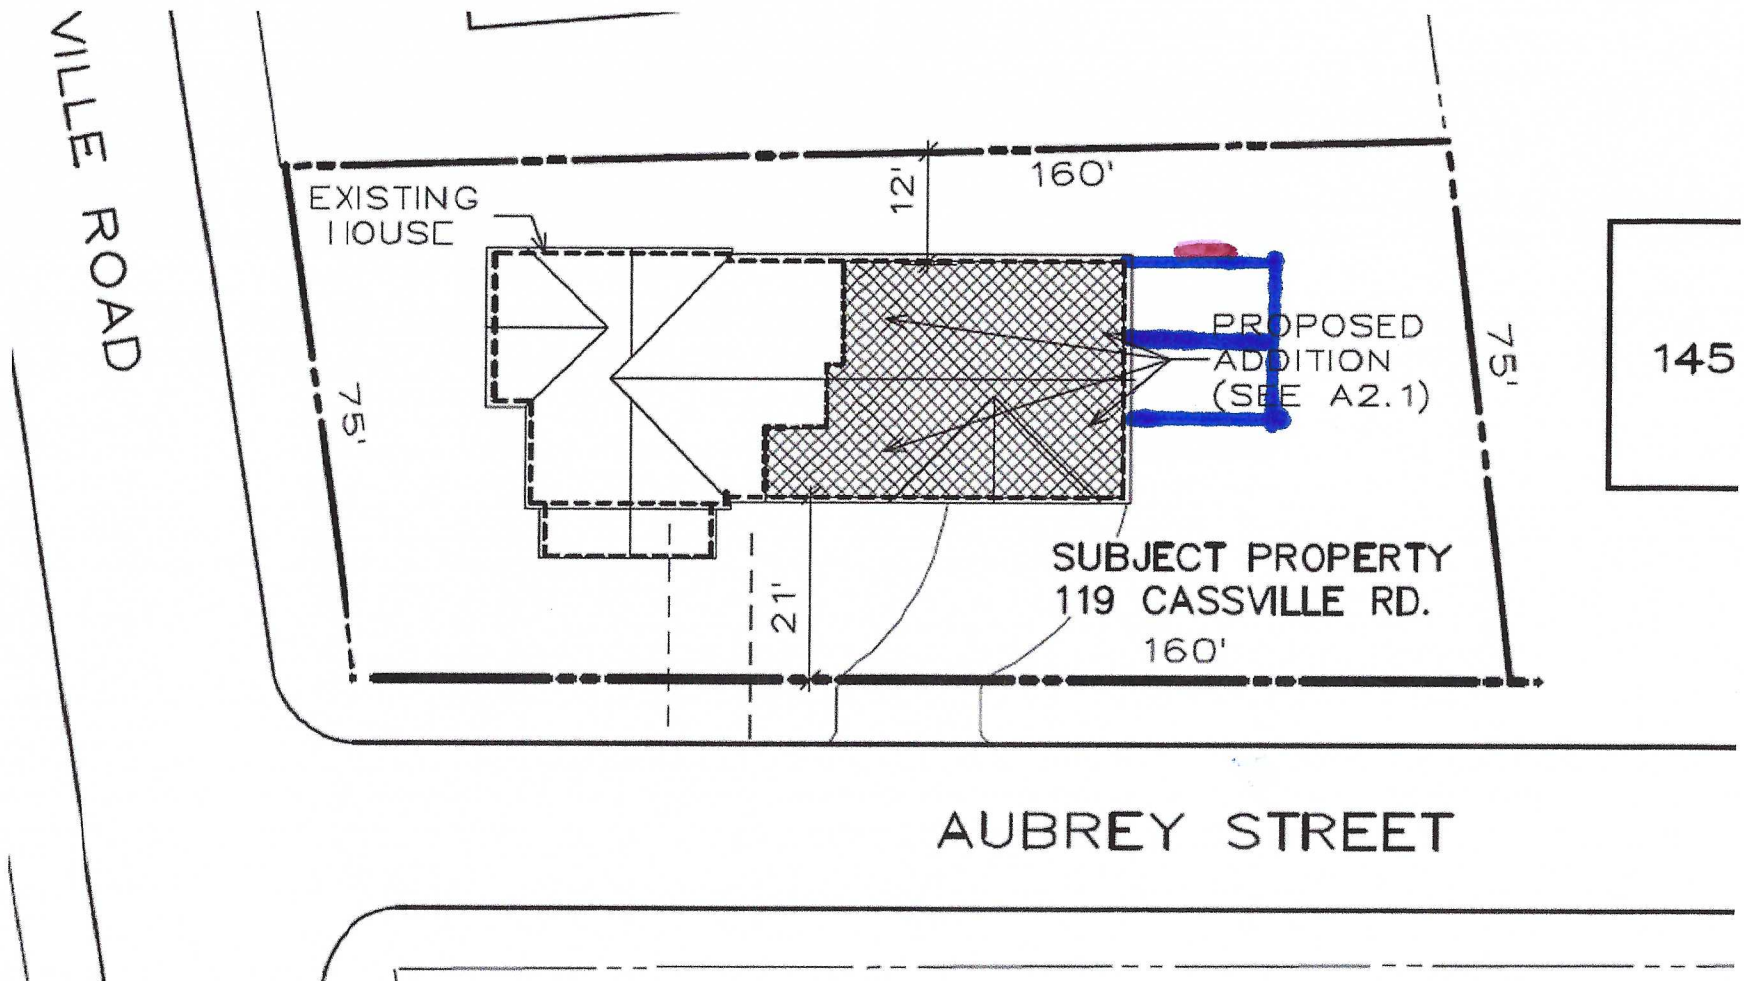 VILLE ROAD
EXISTING
HOUSE
12'
160'
PROPOSED
ADDITION
(SEE A2.1)
75'
75'
145
SUBJECT PROPERTY
119 CASSVILLE RD.
21'
160'
AUBREY STREET